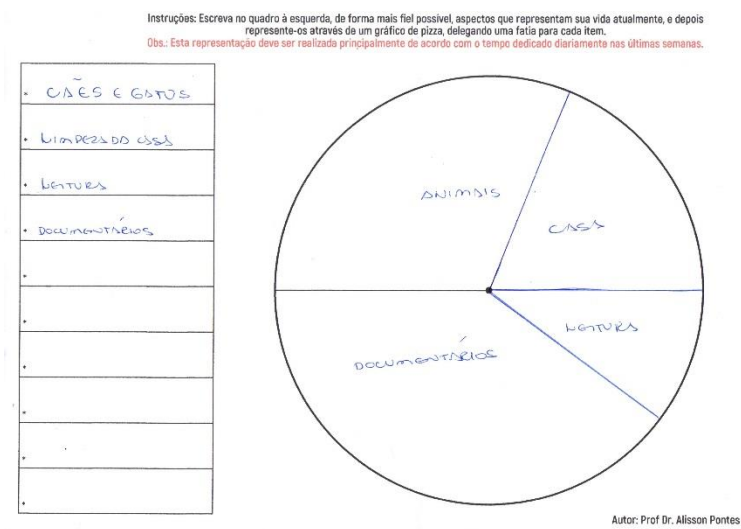 Instruções: Escreva no quadro à esquerda, de forma mais fiel possível, aspectos que representam sua vida atualmente, e depois
represente-os através de um gráfico de pizza, delegando uma fatia para cada item.
Obs.: Esta representação deve ser realizada principalmente de acordo com o tempo dedicado diariamente nas últimas semanas.
• CÃES E GATOS
• LIMPEZA DA CASA
• LEITURA
• DOCUMENTÁRIOS
•
•
•
•
•
•
ANIMAIS
CASA
LEITURA
DOCUMENTÁRIOS
Autor: Prof Dr. Alisson Pontes